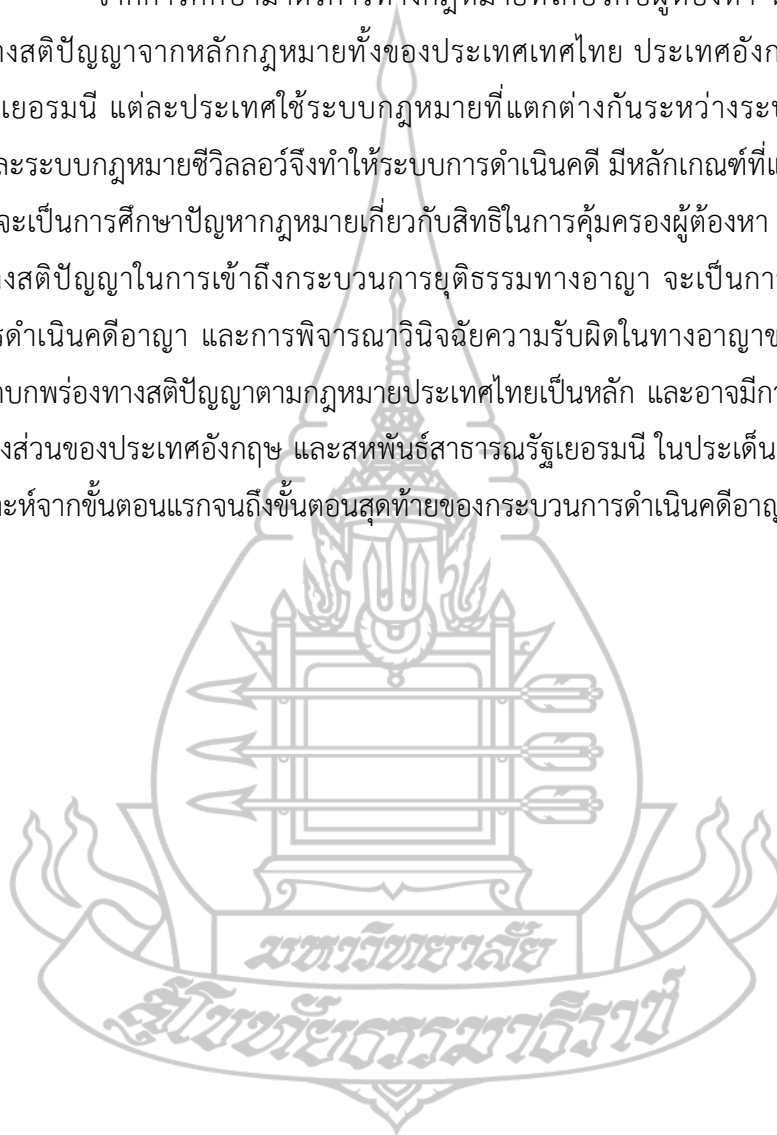 างสติปัญญาจากหลักกฎหมายทั้งของประเทศเทศไทย ประเทศอังก
เยอรมนี แต่ละประเทศใช้ระบบกฎหมายที่แตกต่างกันระหว่างระบ
ละระบบกฎหมายซีวิลลอว์จึงทำให้ระบบการดำเนินคดี มีหลักเกณฑ์ที่แ
จะเป็นการศึกษาปัญหากฎหมายเกี่ยวกับสิทธิในการคุ้มครองผู้ต้องหา
งสติปัญญาในการเข้าถึงกระบวนการยุติธรรมทางอาญา จะเป็นกา
รดำเนินคดีอาญา และการพิจารณาวินิจฉัยความรับผิดในทางอาญาข
บกพร่องทางสติปัญญาตามกฎหมายประเทศไทยเป็นหลัก และอาจมีกา
งส่วนของประเทศอังกฤษ และสหพันธ์สาธารณรัฐเยอรมนี ในประเด็น
ะห์จากขั้นตอนแรกจนถึงขั้นตอนสุดท้ายของกระบวนการดำเนินคดีอาญ
มหาวิทยาลัย
สุโขทัยธรรมาธิราช